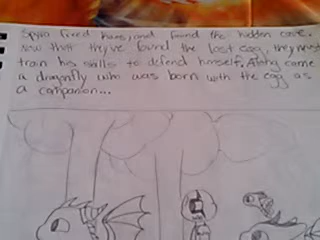 Spyro freed hums, and found the hidden cave.
now that they've found the lost egg, they must
train his skills to defend himself. Along came
a dragonfly who was born with the egg as
a companion...